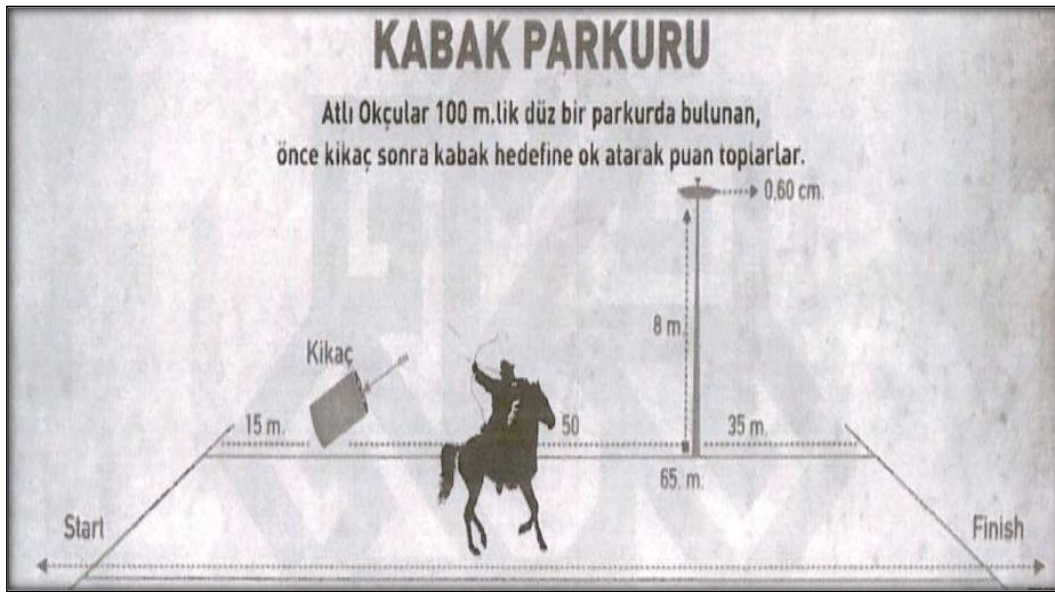 KABAK PARKURU
Atlı Okçular 100 m.lik düz bir parkurda bulunan,
önce kikaç sonra kabak hedefine ok atarak puan toplarlar.
0,60 cm.
8 m.
Kikaç
15 m.
50
35 m.
65. m.
Start
Finish